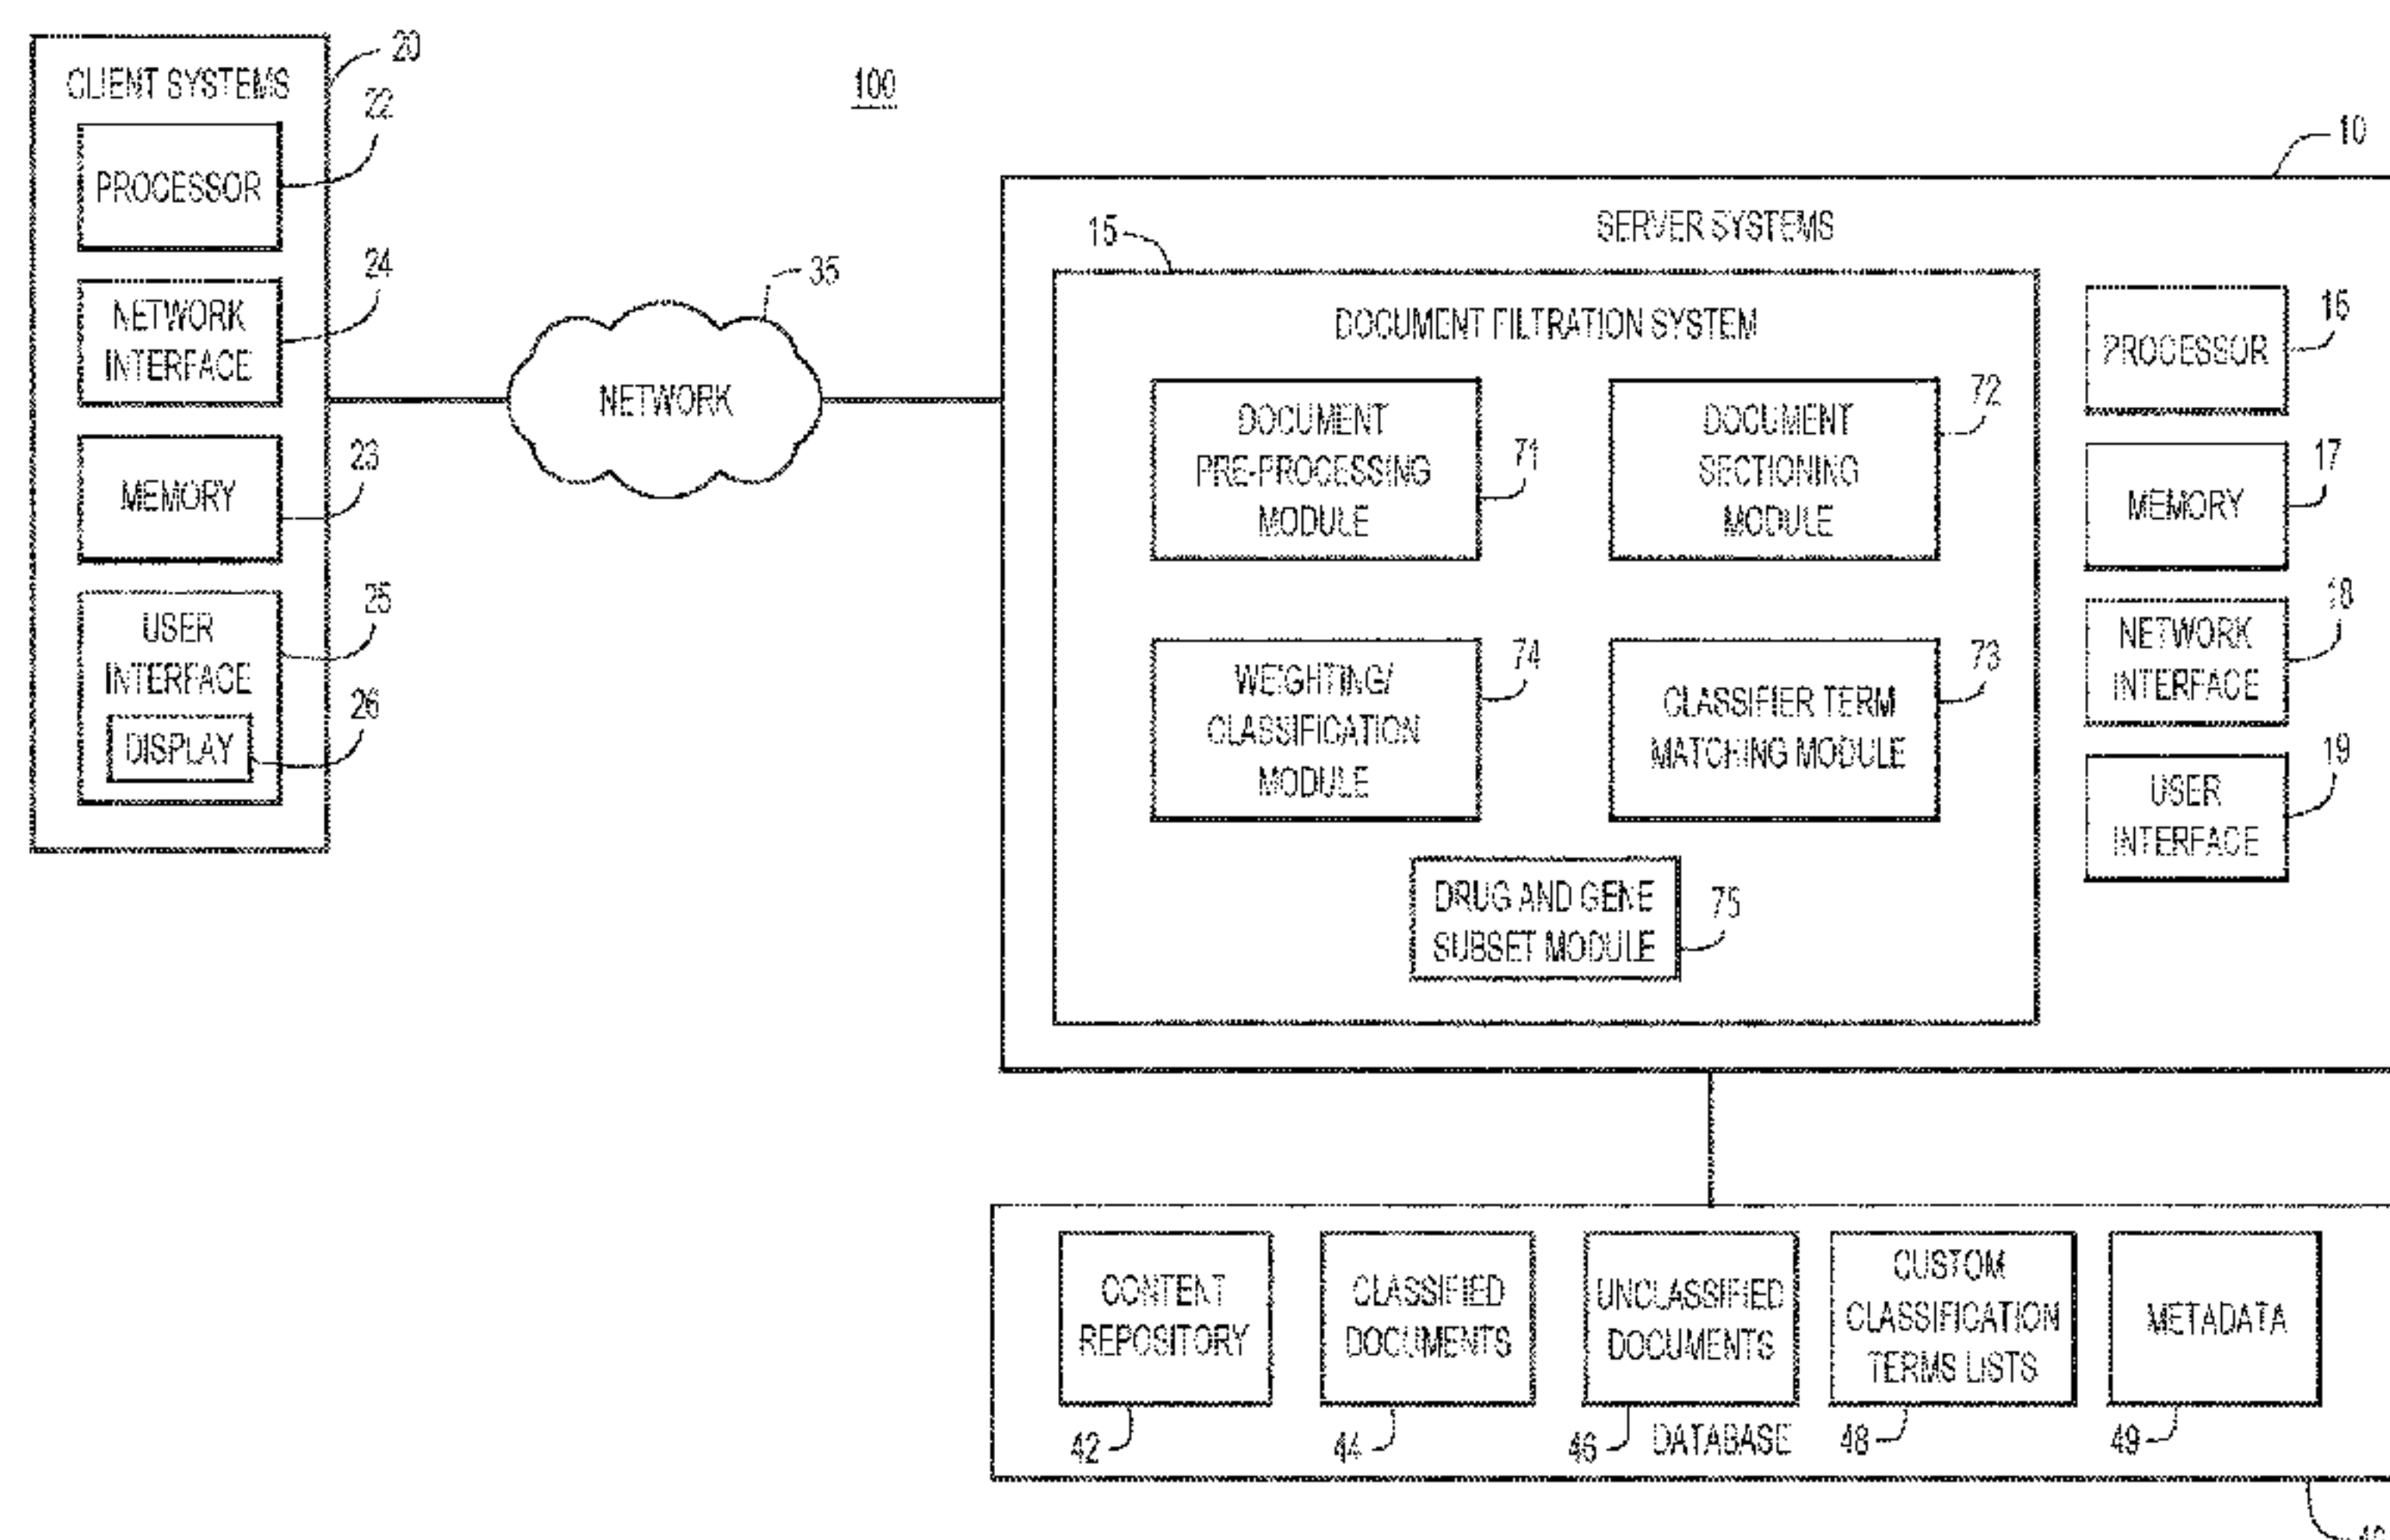 CLIENT SYSTEMS
20
PROCESSOR
22
NETWORK
INTERFACE
24
MEMORY
23
USER
INTERFACE
25
DISPLAY
26
100
NETWORK
35
10
SERVER SYSTEMS
15
DOCUMENT FILTRATION SYSTEM
DOCUMENT
PRE-PROCESSING
MODULE
71
DOCUMENT
SECTIONING
MODULE
72
WEIGHTING/
CLASSIFICATION
MODULE
74
CLASSIFIER TERM
MATCHING MODULE
73
DRUG AND GENE
SUBSET MODULE
75
PROCESSOR
16
MEMORY
17
NETWORK
INTERFACE
18
USER
INTERFACE
19
CONTENT
REPOSITORY
42
CLASSIFIED
DOCUMENTS
44
UNCLASSIFIED
DOCUMENTS
46
CUSTOM
CLASSIFICATION
TERMS LISTS
48
METADATA
49
DATABASE